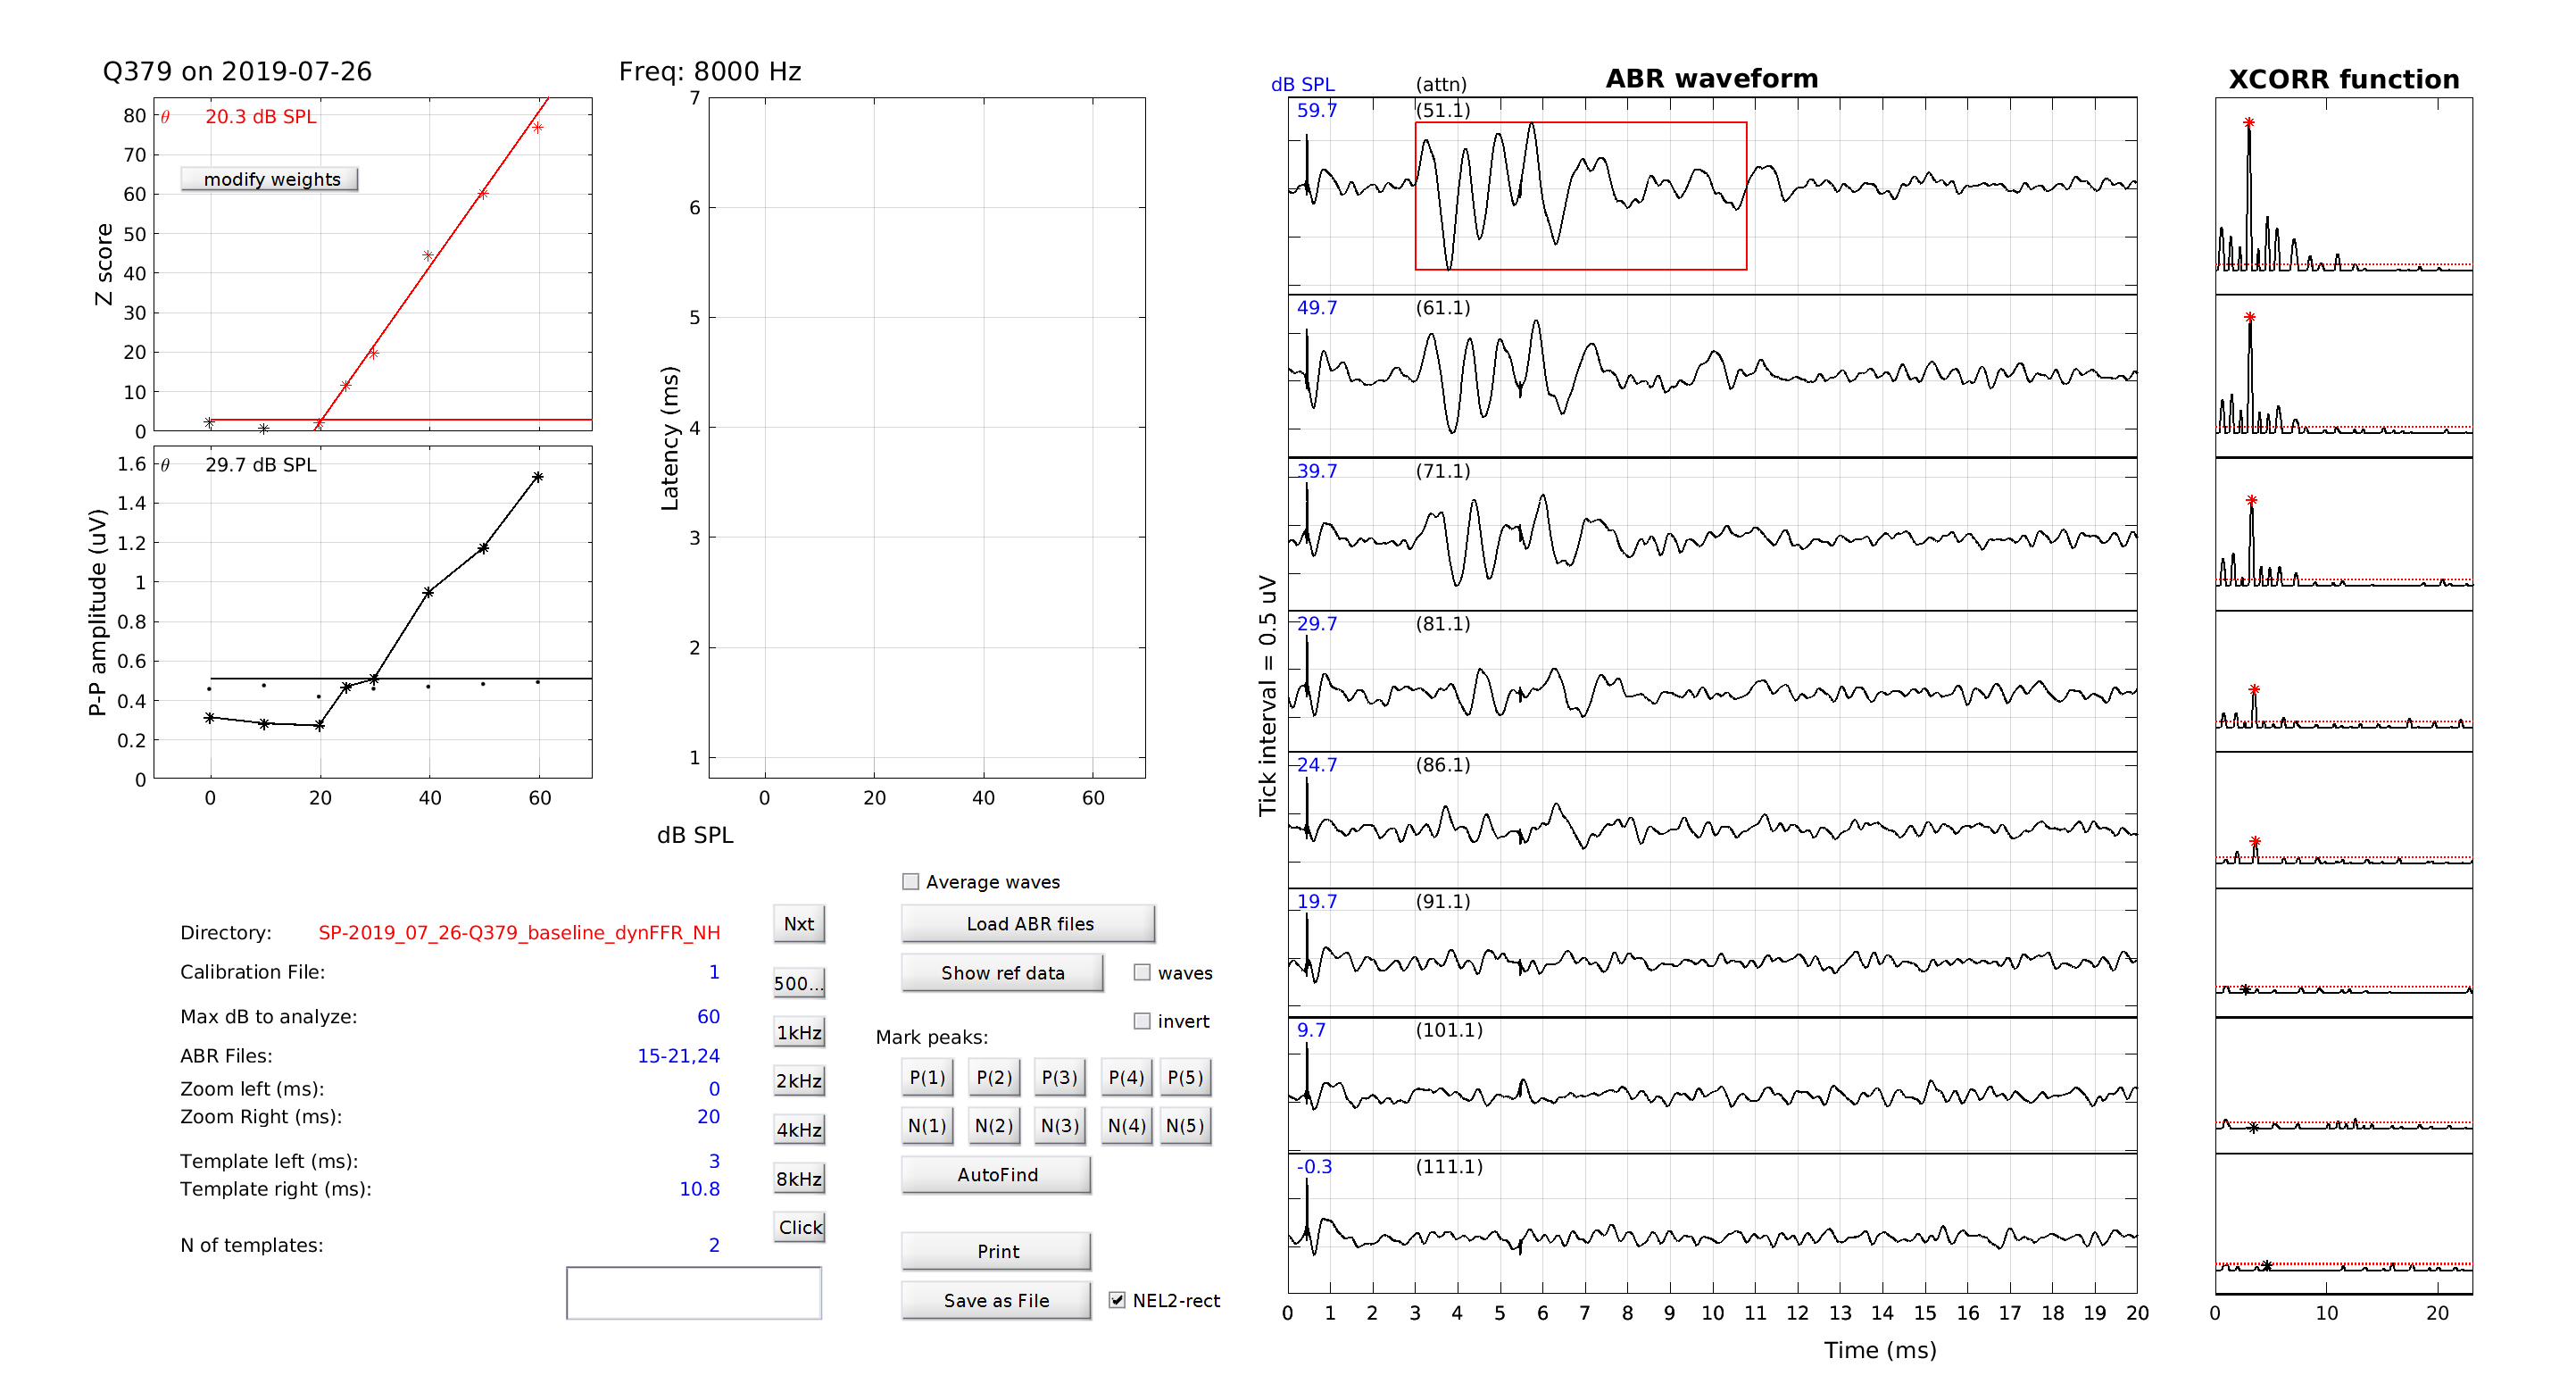 Q379 on 2019-07-26
Freq: 8000 Hz
ABR waveform
XCORR function
θ 20.3 dB SPL
modify weights
Z score
80
70
60
50
40
30
20
10
0
θ 29.7 dB SPL
P-P amplitude (uV)
1.6
1.4
1.2
1
0.8
0.6
0.4
0.2
0
0 20 40 60
Latency (ms)
7
6
5
4
3
2
1
0 20 40 60
dB SPL
dB SPL (attn)
59.7 (51.1)
49.7 (61.1)
39.7 (71.1)
29.7 (81.1)
24.7 (86.1)
19.7 (91.1)
9.7 (101.1)
-0.3 (111.1)
Tick interval = 0.5 uV
0 1 2 3 4 5 6 7 8 9 10 11 12 13 14 15 16 17 18 19 20
Time (ms)
0 10 20
Directory: SP-2019_07_26-Q379_baseline_dynFFR_NH
Calibration File: 1
Max dB to analyze: 60
ABR Files: 15-21,24
Zoom left (ms): 0
Zoom Right (ms): 20
Template left (ms): 3
Template right (ms): 10.8
N of templates: 2
Nxt
500...
1kHz
2kHz
4kHz
8kHz
Click
Average waves
Load ABR files
Show ref data
waves
invert
Mark peaks:
P(1) P(2) P(3) P(4) P(5)
N(1) N(2) N(3) N(4) N(5)
AutoFind
Print
Save as File
NEL2-rect